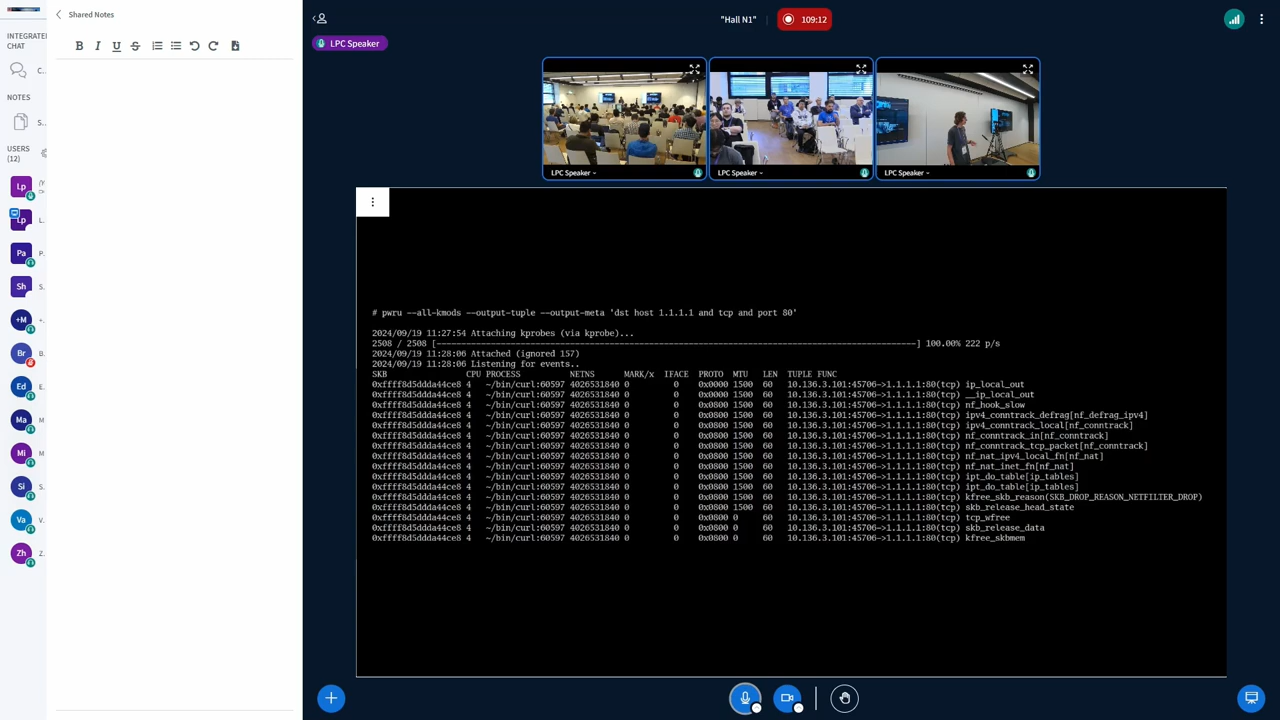 Shared Notes
"Hall N1"
109:12
INTEGRATE
CHAT
LPC Speaker
C...
NOTES
S...
USERS
(12)
LPC Speaker
LPC Speaker
LPC Speaker
Lp
Lp
L...
Pa
P...
Sh
S...
+M
+...
Br
B...
Ed
E...
Ma
M
Mi
M
Si
S...
Va
V...
Zh
Z...
# pwru --all-kmods --output-tuple --output-meta 'dst host 1.1.1.1 and tcp and port 80'
2024/09/19 11:27:54 Attaching kprobes (via kprobe)...
2508 / 2508 [-----------------------------------------------------------------------------------------] 100.00% 222 p/s
2024/09/19 11:28:06 Attached (ignored 157)
2024/09/19 11:28:06 Listening for events..
SKB CPU PROCESS NETNS MARK/x IFACE PROTO MTU LEN TUPLE FUNC
0xffff8d5ddda44ce8 4 ~/bin/curl:60597 4026531840 0 0 0x0000 1500 60 10.136.3.101:45706->1.1.1.1:80(tcp) ip_local_out
0xffff8d5ddda44ce8 4 ~/bin/curl:60597 4026531840 0 0 0x0000 1500 60 10.136.3.101:45706->1.1.1.1:80(tcp) __ip_local_out
0xffff8d5ddda44ce8 4 ~/bin/curl:60597 4026531840 0 0 0x0800 1500 60 10.136.3.101:45706->1.1.1.1:80(tcp) nf_hook_slow
0xffff8d5ddda44ce8 4 ~/bin/curl:60597 4026531840 0 0 0x0800 1500 60 10.136.3.101:45706->1.1.1.1:80(tcp) ipv4_conntrack_defrag[nf_defrag_ipv4]
0xffff8d5ddda44ce8 4 ~/bin/curl:60597 4026531840 0 0 0x0800 1500 60 10.136.3.101:45706->1.1.1.1:80(tcp) ipv4_conntrack_local[nf_conntrack]
0xffff8d5ddda44ce8 4 ~/bin/curl:60597 4026531840 0 0 0x0800 1500 60 10.136.3.101:45706->1.1.1.1:80(tcp) nf_conntrack_in[nf_conntrack]
0xffff8d5ddda44ce8 4 ~/bin/curl:60597 4026531840 0 0 0x0800 1500 60 10.136.3.101:45706->1.1.1.1:80(tcp) nf_conntrack_tcp_packet[nf_conntrack]
0xffff8d5ddda44ce8 4 ~/bin/curl:60597 4026531840 0 0 0x0800 1500 60 10.136.3.101:45706->1.1.1.1:80(tcp) nf_nat_ipv4_local_fn[nf_nat]
0xffff8d5ddda44ce8 4 ~/bin/curl:60597 4026531840 0 0 0x0800 1500 60 10.136.3.101:45706->1.1.1.1:80(tcp) nf_nat_inet_fn[nf_nat]
0xffff8d5ddda44ce8 4 ~/bin/curl:60597 4026531840 0 0 0x0800 1500 60 10.136.3.101:45706->1.1.1.1:80(tcp) ipt_do_table[ip_tables]
0xffff8d5ddda44ce8 4 ~/bin/curl:60597 4026531840 0 0 0x0800 1500 60 10.136.3.101:45706->1.1.1.1:80(tcp) ipt_do_table[ip_tables]
0xffff8d5ddda44ce8 4 ~/bin/curl:60597 4026531840 0 0 0x0800 1500 60 10.136.3.101:45706->1.1.1.1:80(tcp) kfree_skb_reason(SKB_DROP_REASON_NETFILTER_DROP)
0xffff8d5ddda44ce8 4 ~/bin/curl:60597 4026531840 0 0 0x0800 1500 60 10.136.3.101:45706->1.1.1.1:80(tcp) skb_release_head_state
0xffff8d5ddda44ce8 4 ~/bin/curl:60597 4026531840 0 0 0x0800 0 60 10.136.3.101:45706->1.1.1.1:80(tcp) tcp_wfree
0xffff8d5ddda44ce8 4 ~/bin/curl:60597 4026531840 0 0 0x0800 0 60 10.136.3.101:45706->1.1.1.1:80(tcp) skb_release_data
0xffff8d5ddda44ce8 4 ~/bin/curl:60597 4026531840 0 0 0x0800 0 60 10.136.3.101:45706->1.1.1.1:80(tcp) kfree_skbmem